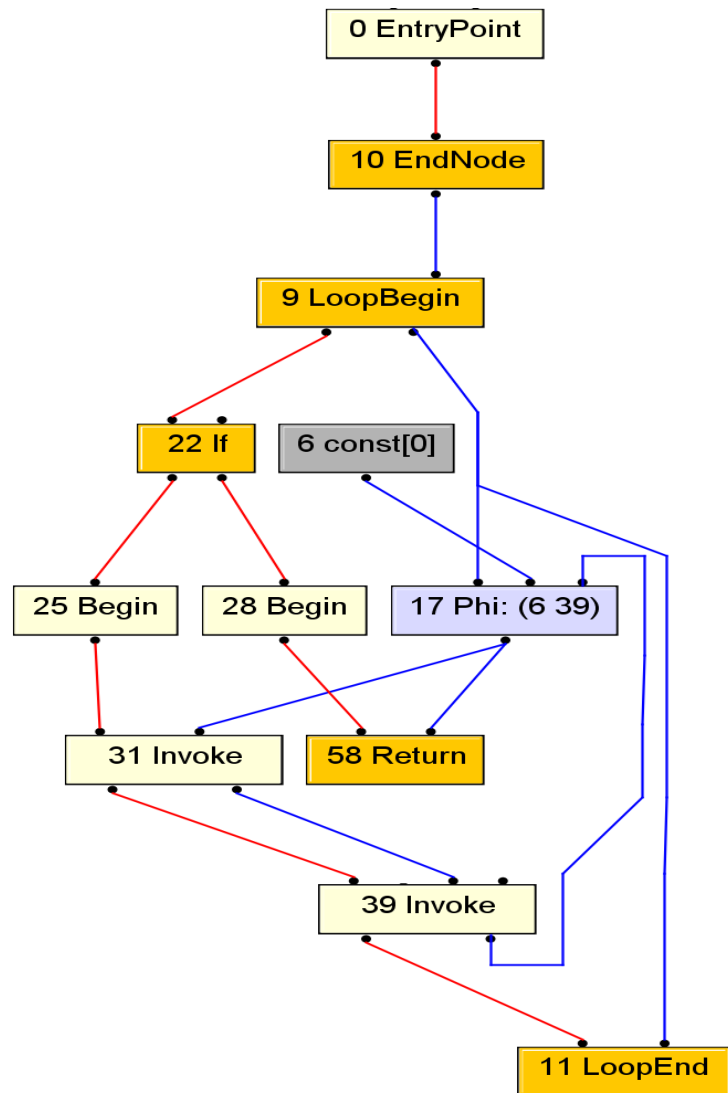 0 EntryPoint
10 EndNode
9 LoopBegin
22 If
6 const[0]
25 Begin
28 Begin
17 Phi: (6 39)
31 Invoke
58 Return
39 Invoke
11 LoopEnd